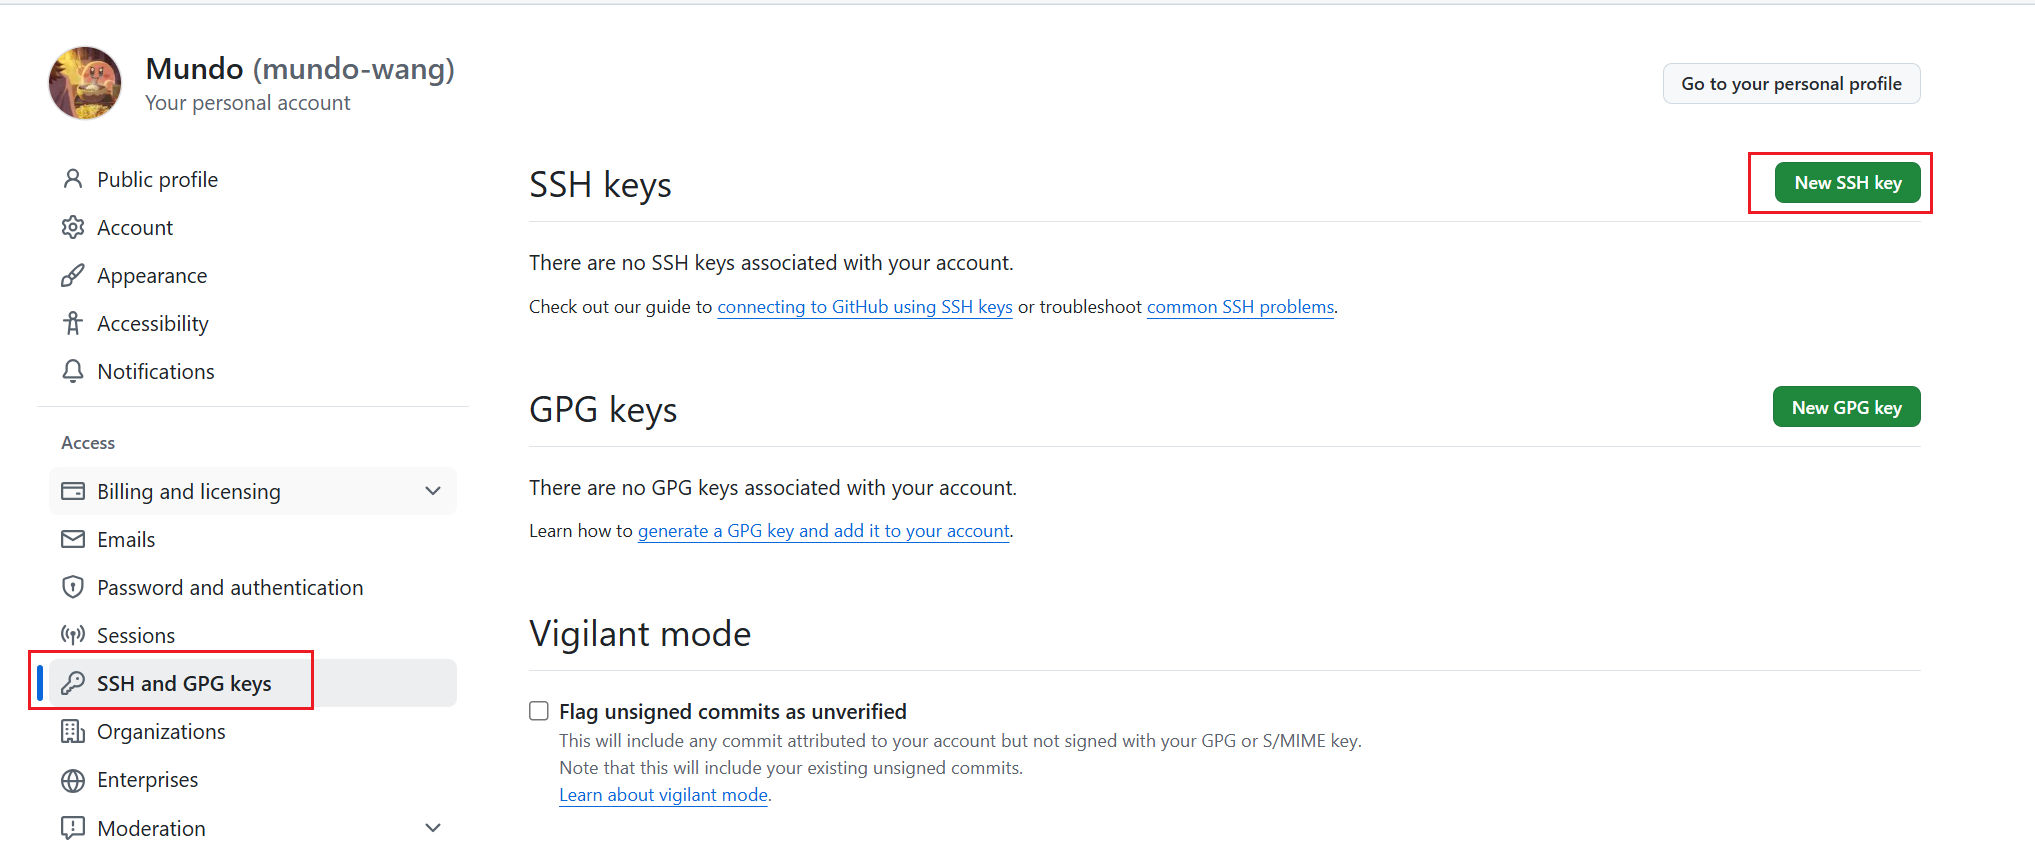 Mundo (mundo-wang)
Your personal account
Go to your personal profile
Public profile
Account
Appearance
Accessibility
Notifications
Access
Billing and licensing
Emails
Password and authentication
Sessions
SSH and GPG keys
Organizations
Enterprises
Moderation
SSH keys
New SSH key
There are no SSH keys associated with your account.
Check out our guide to connecting to GitHub using SSH keys or troubleshoot common SSH problems.
GPG keys
New GPG key
There are no GPG keys associated with your account.
Learn how to generate a GPG key and add it to your account.
Vigilant mode
Flag unsigned commits as unverified
This will include any commit attributed to your account but not signed with your GPG or S/MIME key.
Note that this will include your existing unsigned commits.
Learn about vigilant mode.